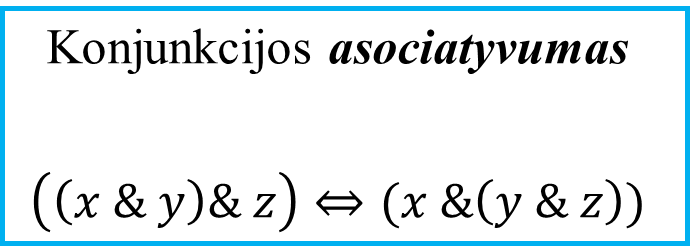 Konjunkcijos asociatyvumas
((𝑥 & 𝑦)& 𝑧) ⇔ (𝑥 &(𝑦 & 𝑧))